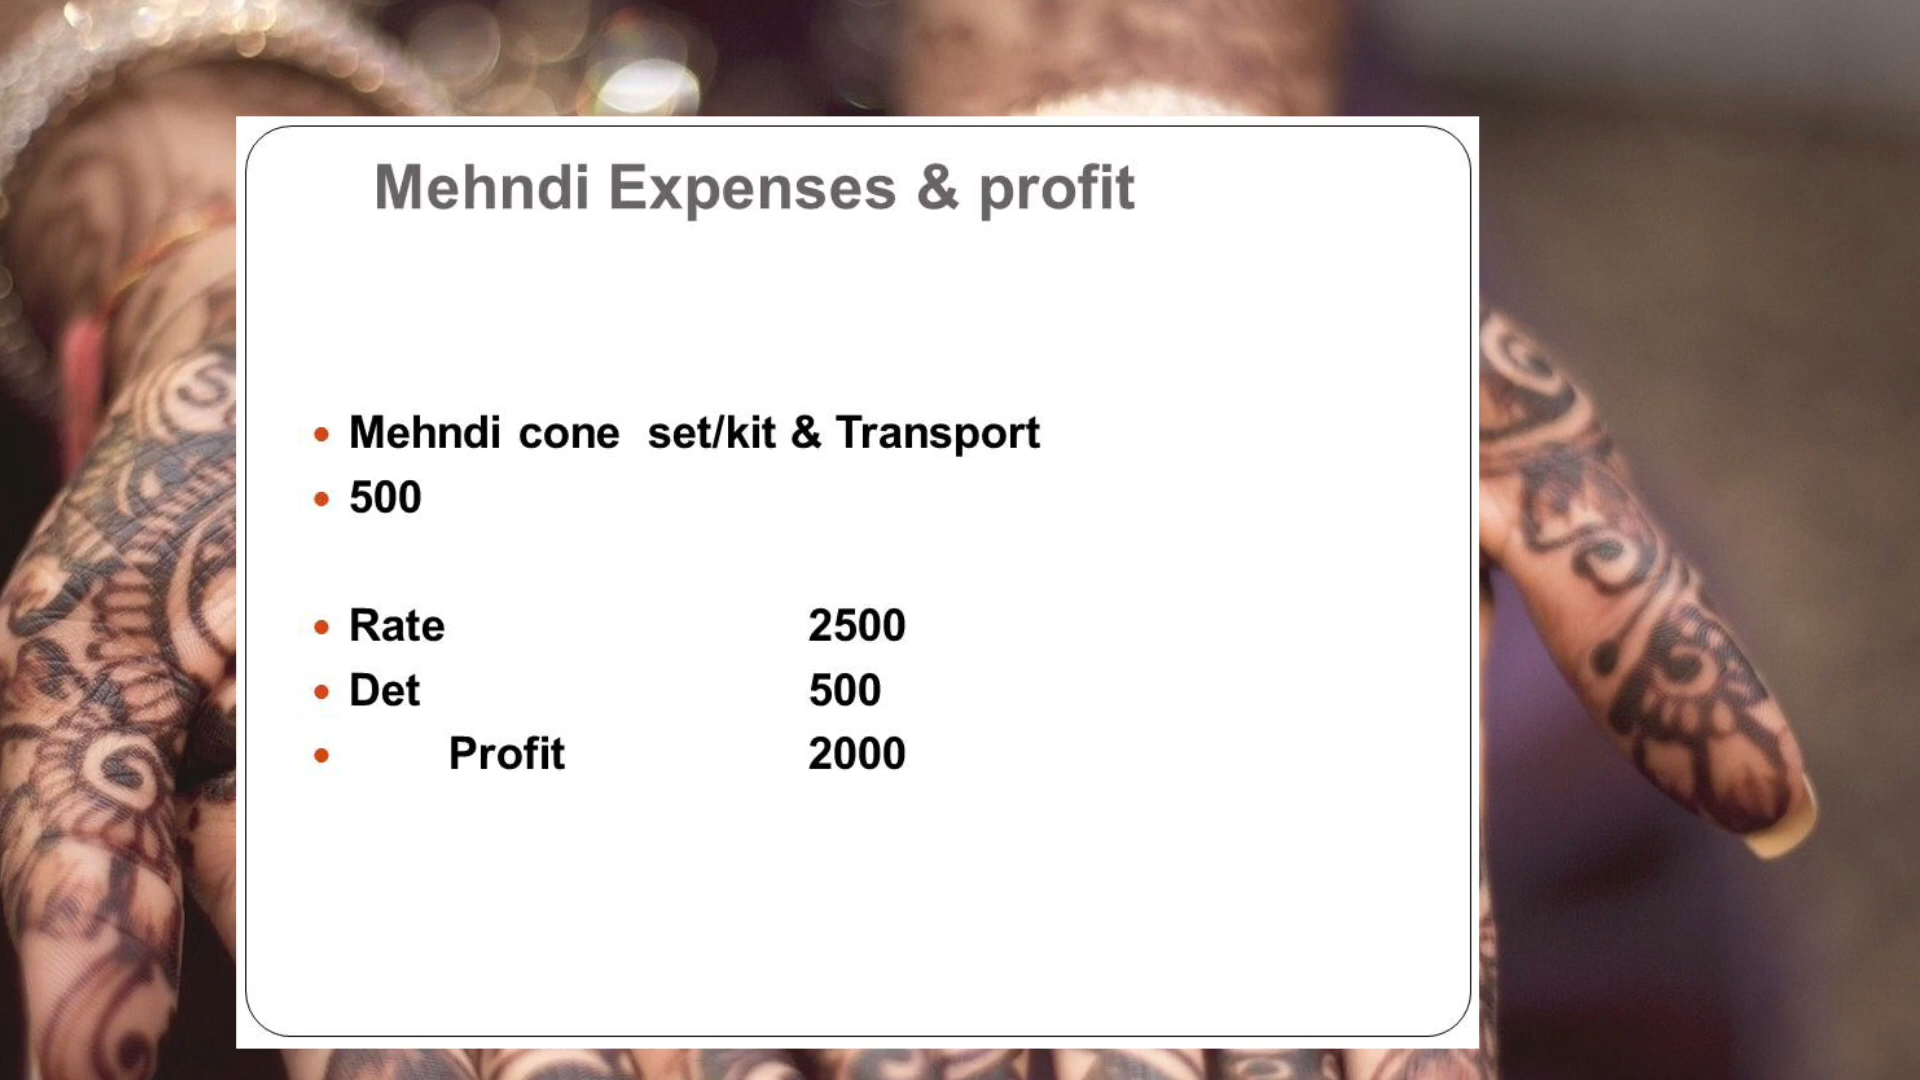 Mehndi Expenses & profit
• Mehndi cone set/kit & Transport
• 500
• Rate 2500
• Det 500
• Profit 2000